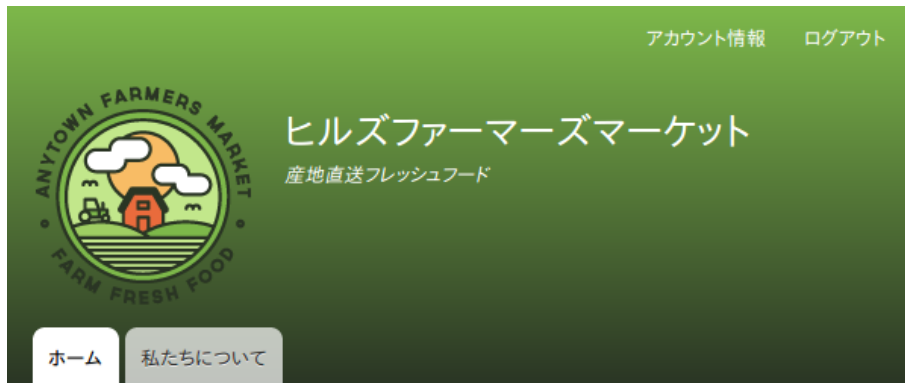 アカウント情報 ログアウト
ANYTOWN FARMERS MARKET
FARM FRESH FOOD
ヒルズファーマーズマーケット
産地直送フレッシュフード
ホーム 私たちについて